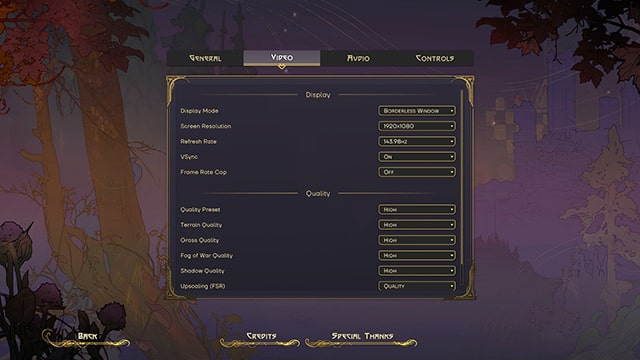 General Video Audio Controls
Display
Display Mode Borderless Window
Screen Resolution 1920x1080
Refresh Rate 143.98hz
VSync On
Frame Rate Cap Off
Quality
Quality Preset High
Terrain Quality High
Grass Quality High
Fog of War Quality High
Shadow Quality High
Upscaling (FSR) Quality
Back Credits Special Thanks